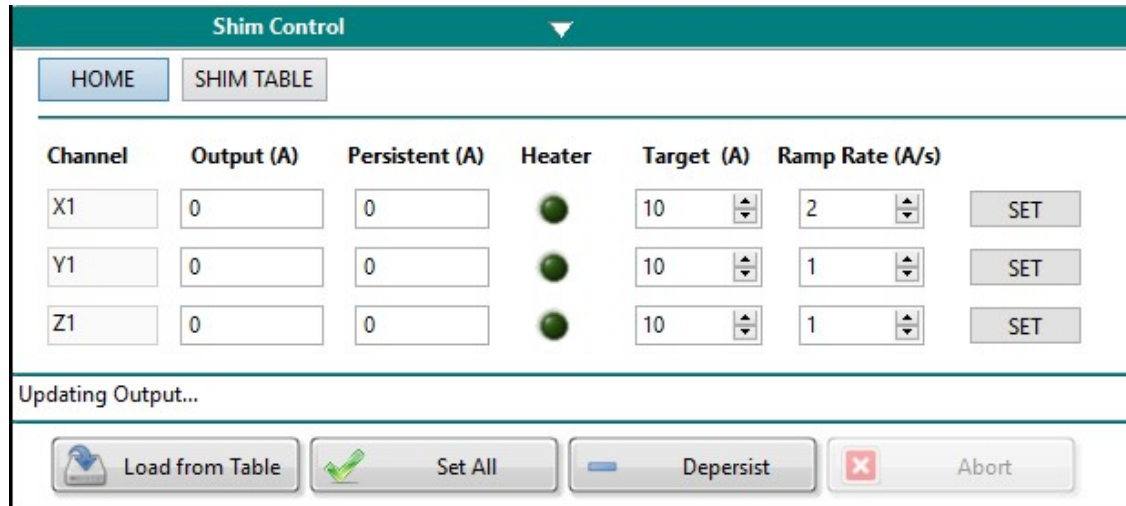 Shim Control
HOME SHIM TABLE
Channel Output (A) Persistent (A) Heater Target (A) Ramp Rate (A/s)
X1 0 0 10 2 SET
Y1 0 0 10 1 SET
Z1 0 0 10 1 SET
Updating Output...
Load from Table Set All Depersist Abort